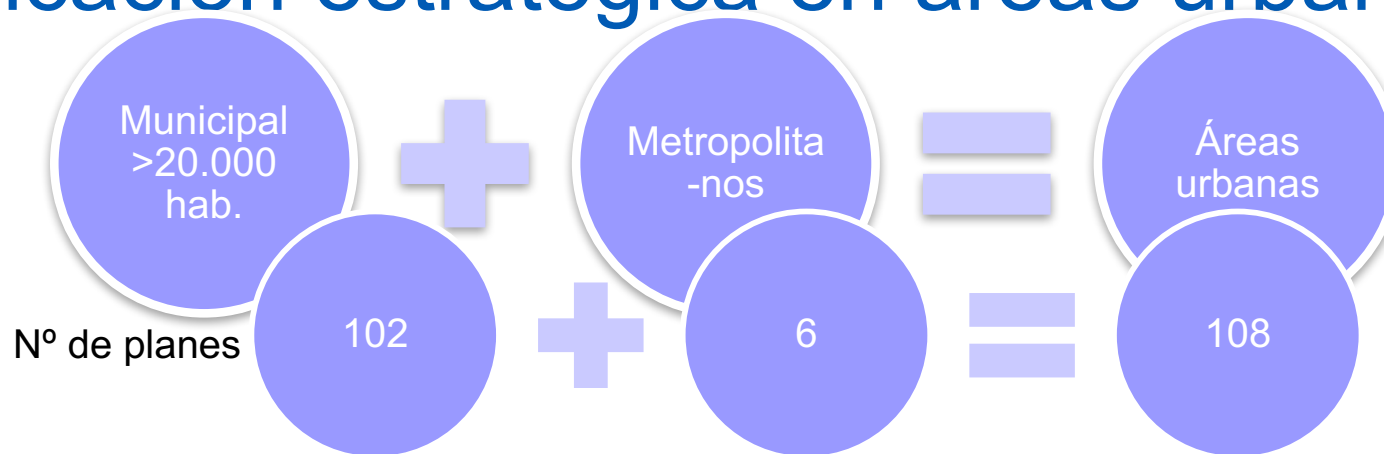 estratégica en áreas
Municipal
>20.000
hab.
Metropolita
-nos
Áreas
urbanas
Nº de planes
102
6
108